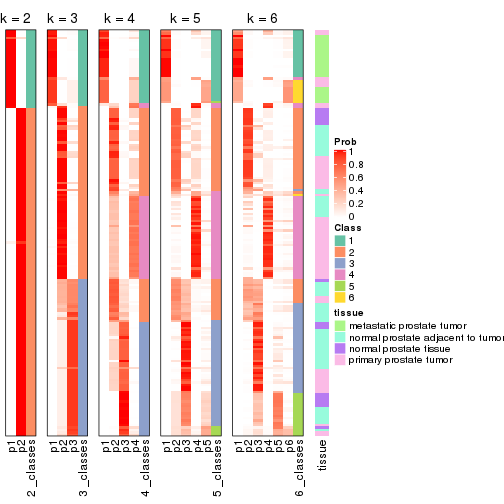 k = 2
k = 3
k = 4
k = 5
k = 6
Prob
1
0.8
0.6
0.4
0.2
0
Class
1
2
3
4
5
6
tissue
metastatic prostate tumor
normal prostate adjacent to tumor
normal prostate tissue
primary prostate tumor
p1
p2
2_classes
p1
p2
p3
3_classes
p1
p2
p3
p4
4_classes
p1
p2
p3
p4
p5
5_classes
p1
p2
p3
p4
p5
p6
6_classes
tissue